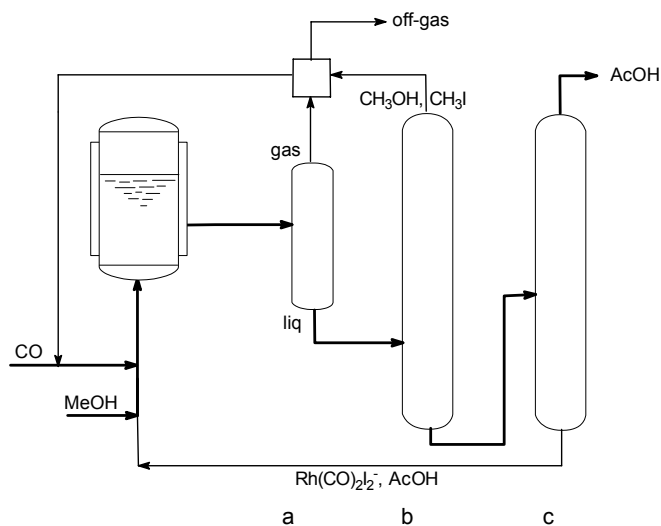 off-gas
AcOH
CH3OH, CH3I
gas
liq
CO
MeOH
Rh(CO)2I2-, AcOH
a b c